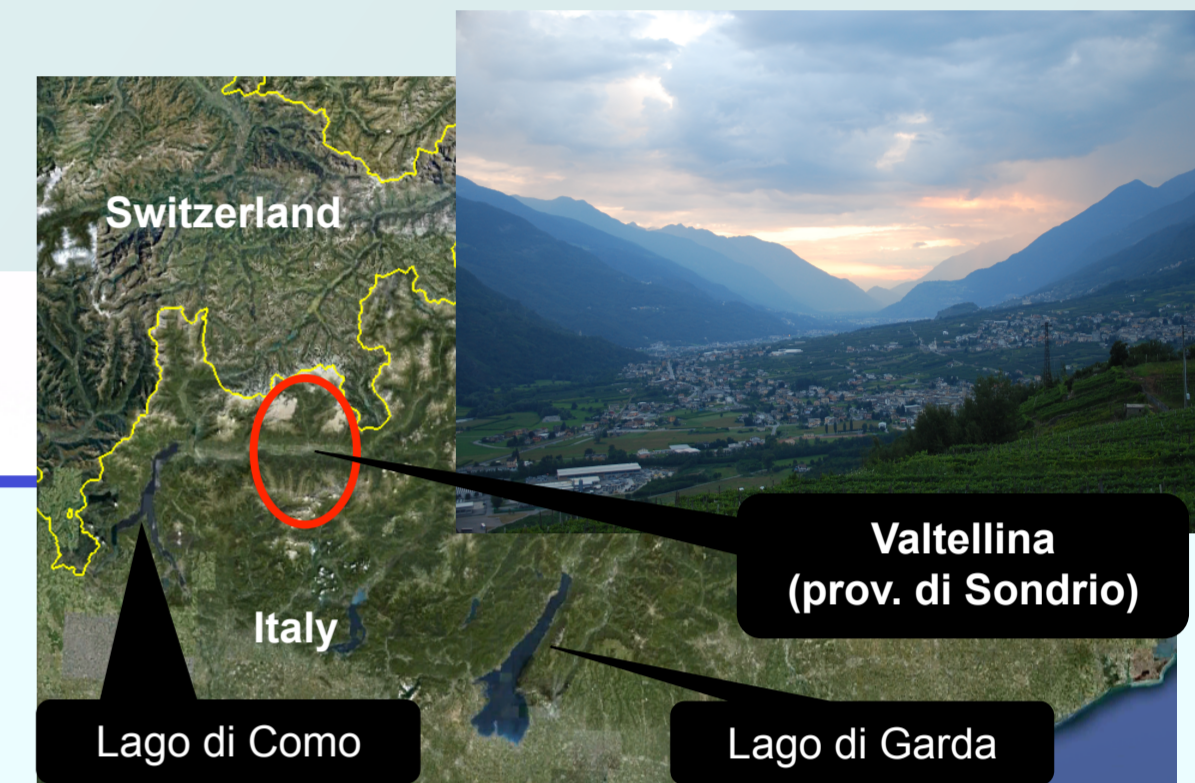 Switzerland
Valtellina
(prov. di Sondrio)
Italy
Lago di Como
Lago di Garda